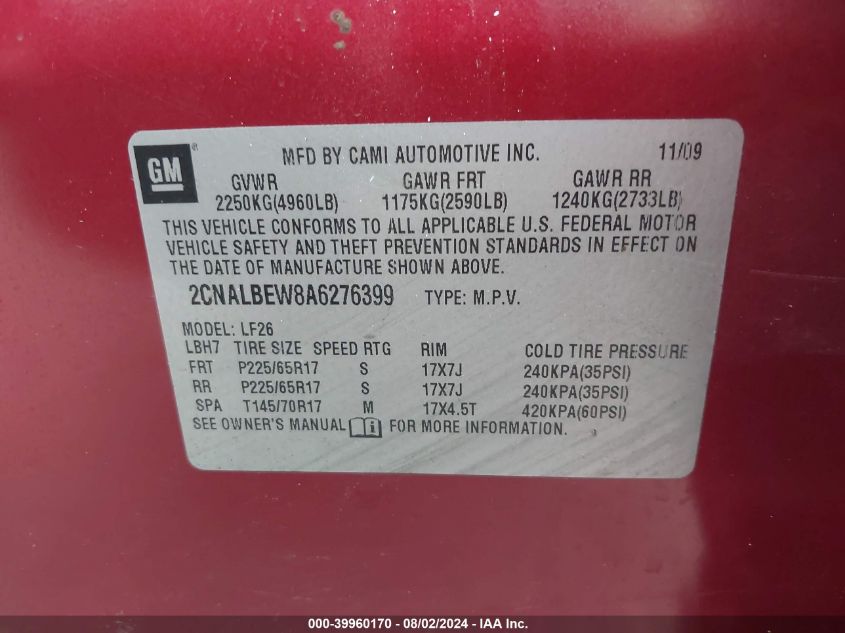 GM ® MFD BY CAMI AUTOMOTIVE INC. 11/09
GVWR GAWR FRT GAWR RR
2250KG(4960LB) 1175KG(2590LB) 1240KG(2733LB)
THIS VEHICLE CONFORMS TO ALL APPLICABLE U.S. FEDERAL MOTOR
VEHICLE SAFETY AND THEFT PREVENTION STANDARDS IN EFFECT ON
THE DATE OF MANUFACTURE SHOWN ABOVE.
2CNALBEW8A6276399 TYPE: M.P.V.
MODEL: LF26
LBH7 TIRE SIZE SPEED RTG RIM COLD TIRE PRESSURE
FRT P225/65R17 S 17X7J 240KPA(35PSI)
RR P225/65R17 S 17X7J 240KPA(35PSI)
SPA T145/70R17 M 17X4.5T 420KPA(60PSI)
SEE OWNER'S MANUAL FOR MORE INFORMATION.
000-39960170 - 08/02/2024 - IAA Inc.